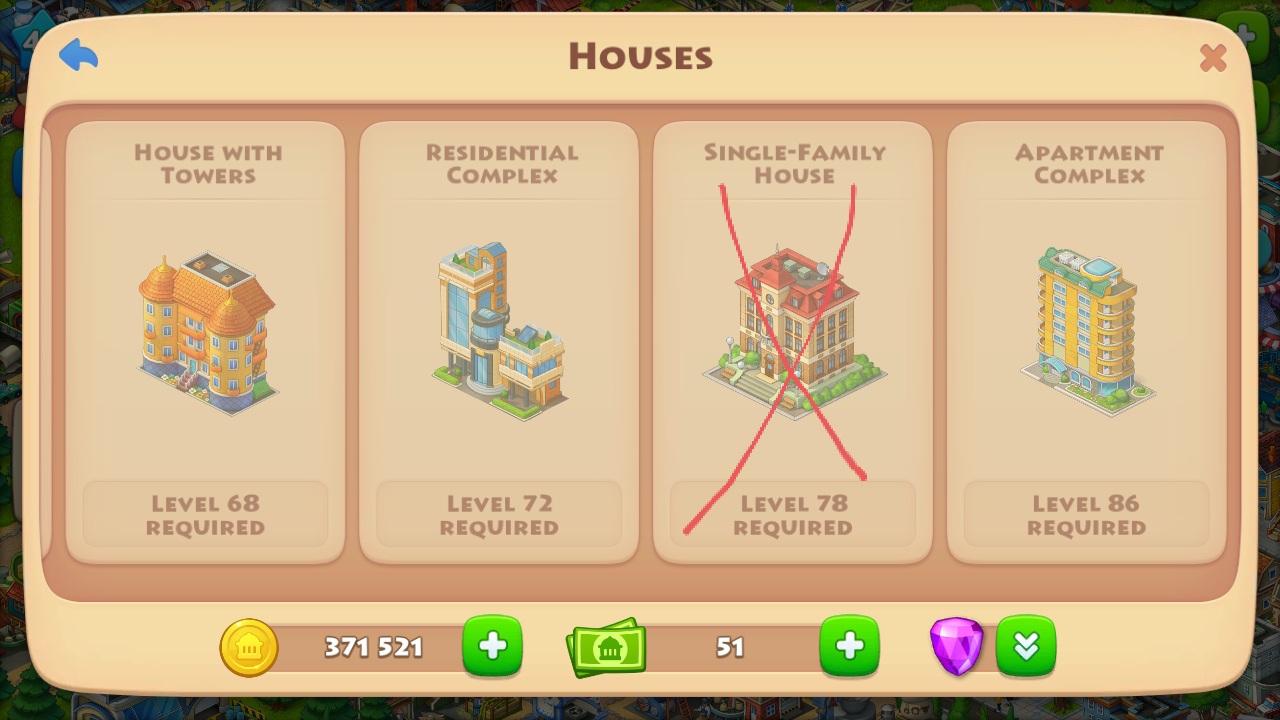 4
HOUSES
HOUSE WITH
TOWERS
RESIDENTIAL
COMPLEX
SINGLE-FAMILY
HOUSE
APARTMENT
COMPLEX
LEVEL 68
REQUIRED
LEVEL 72
REQUIRED
LEVEL 78
REQUIRED
LEVEL 86
REQUIRED
371 521
51